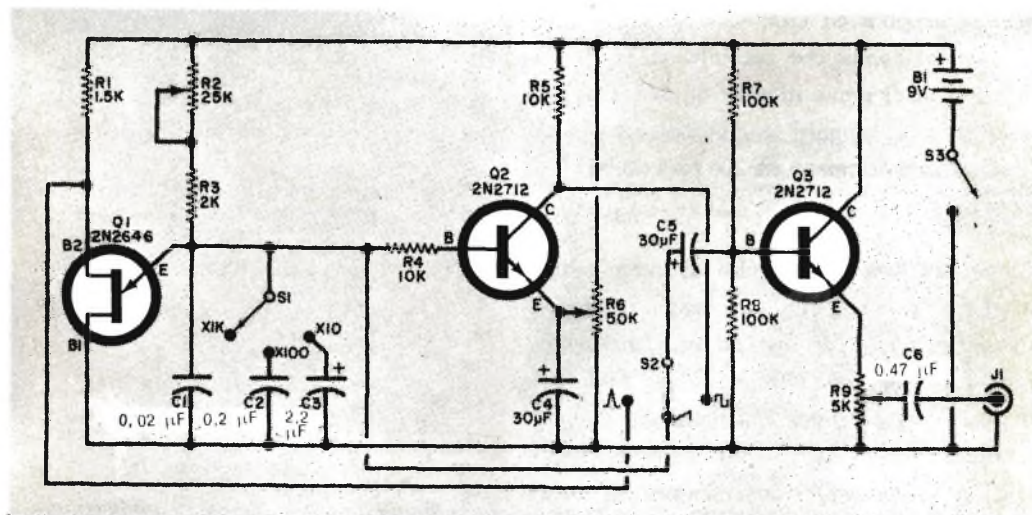 R1
1.5K
R2
25K
R3
2K
Q1
2N2646
B2
E
B1
S1
X1K
X100
X10
C1
0,02 µF
C2
0,2 µF
C3
2,2
µF
R4
10K
Q2
2N2712
B
C
E
R5
10K
R6
50K
C4
30µF
C5
30µF
S2
R7
100K
R8
100K
Q3
2N2712
B
C
E
R9
5K
C6
0.47 µF
J1
B1
9V
S3